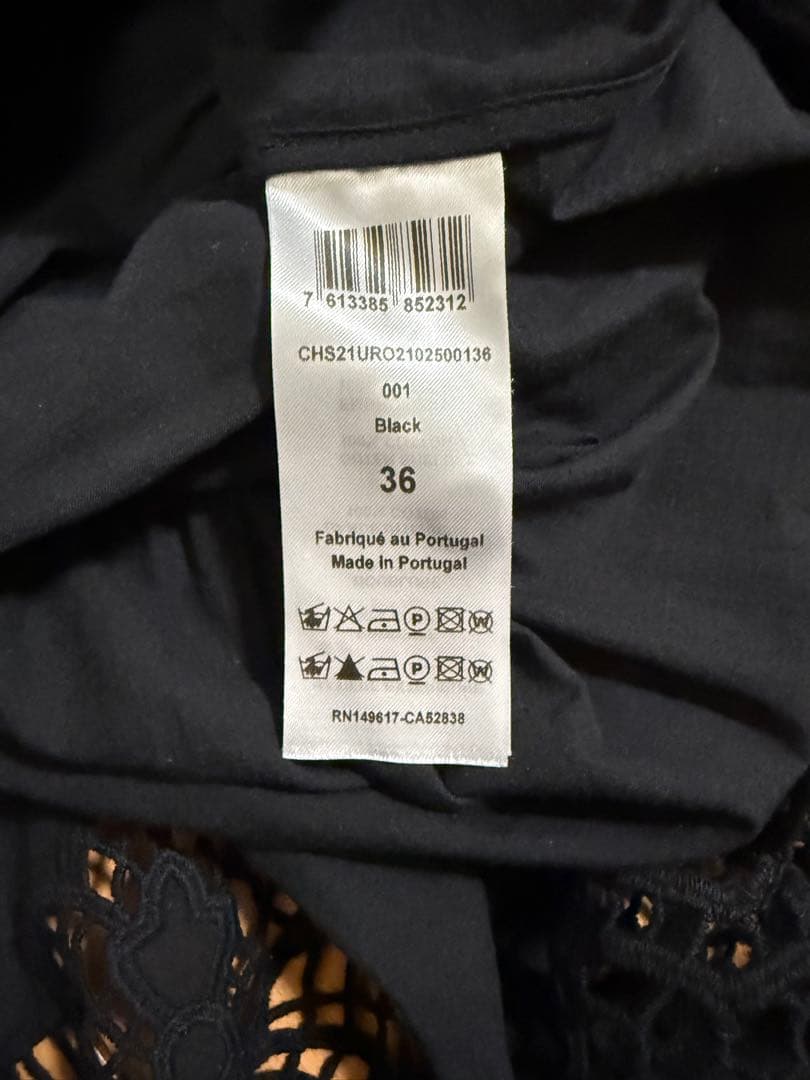 7 613385 852312
CHS21URO2102500136
001
Black
36
Fabriqué au Portugal
Made in Portugal
P W
P W
RN149617-CA52838